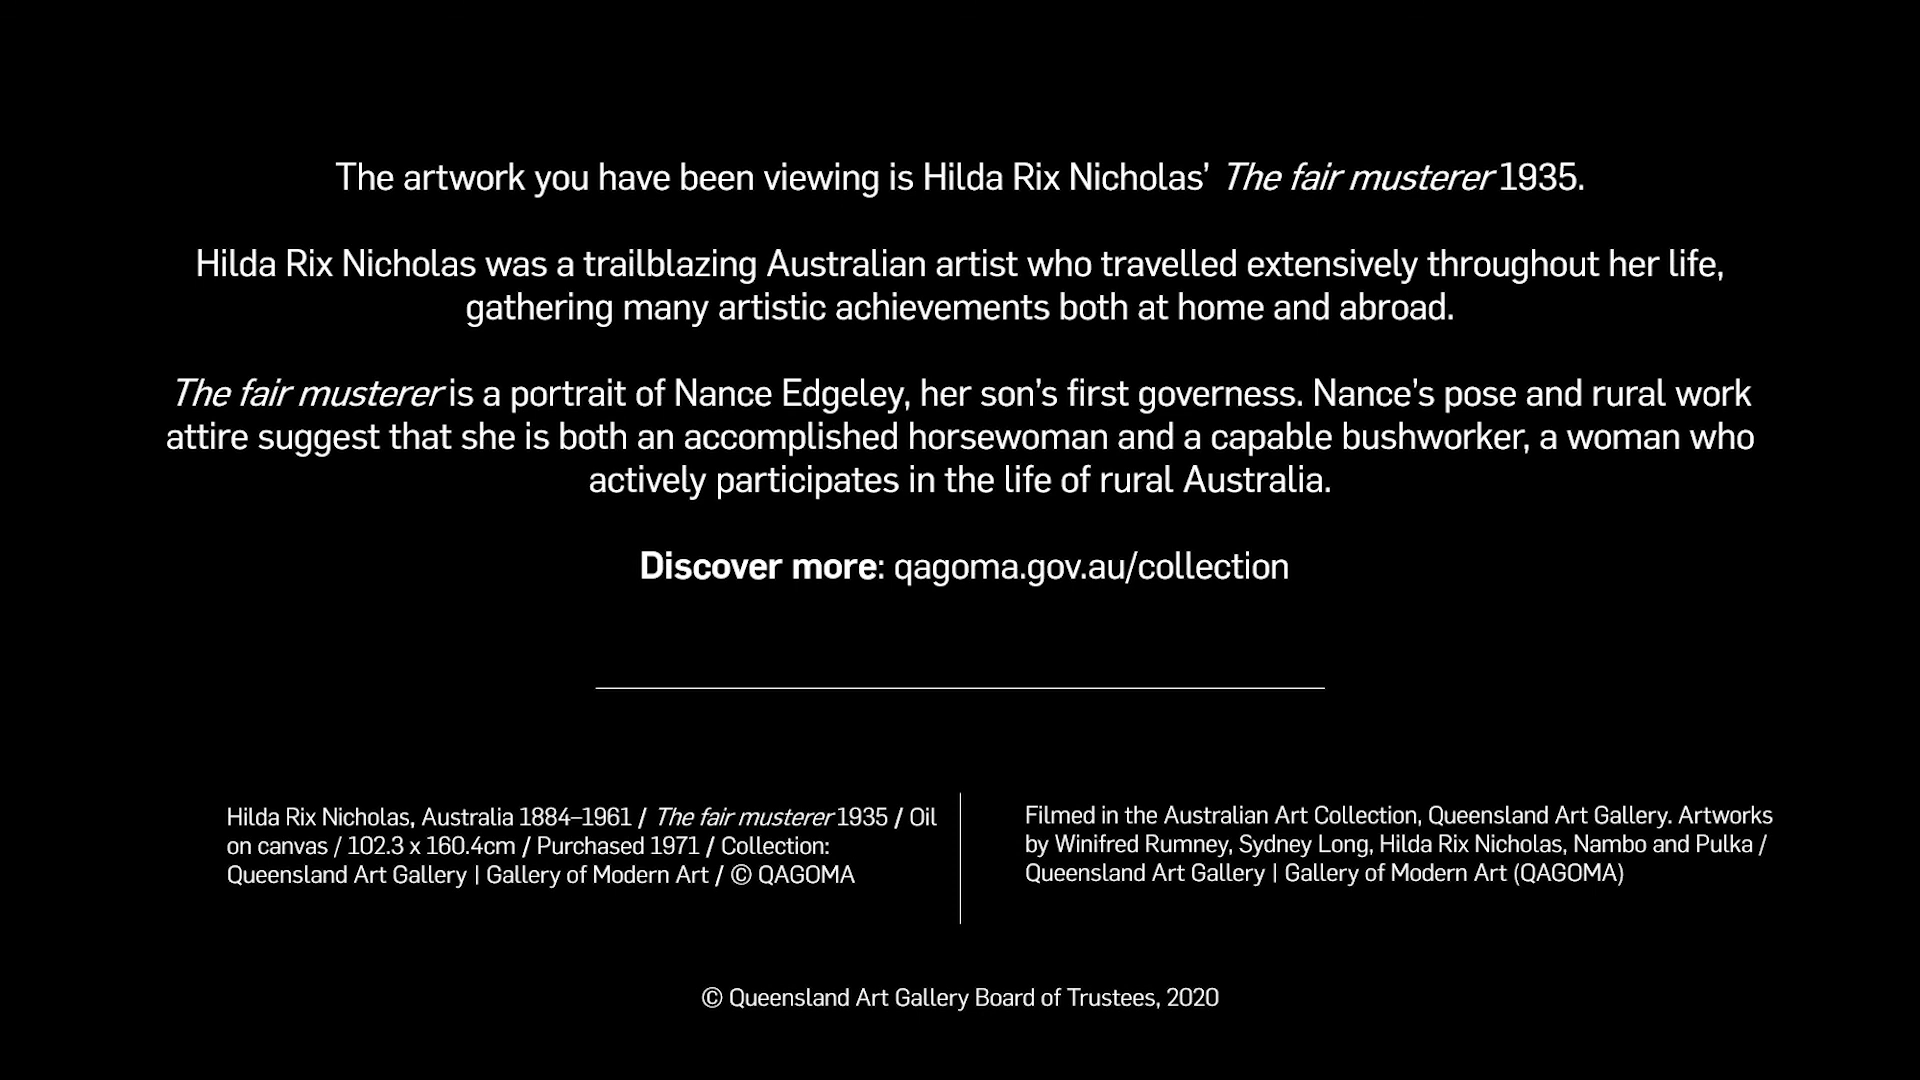 The artwork you have been viewing is Hilda Rix Nicholas’ The fair musterer 1935.
Hilda Rix Nicholas was a trailblazing Australian artist who travelled extensively throughout her life,
gathering many artistic achievements both at home and abroad.
The fair musterer is a portrait of Nance Edgeley, her son’s first governess. Nance’s pose and rural work
attire suggest that she is both an accomplished horsewoman and a capable bushworker, a woman who
actively participates in the life of rural Australia.
Discover more: qagoma.gov.au/collection
Hilda Rix Nicholas, Australia 1884–1961 / The fair musterer 1935 / Oil
on canvas / 102.3 x 160.4cm / Purchased 1971 / Collection:
Queensland Art Gallery | Gallery of Modern Art / © QAGOMA
Filmed in the Australian Art Collection, Queensland Art Gallery. Artworks
by Winifred Rumney, Sydney Long, Hilda Rix Nicholas, Nambo and Pulka /
Queensland Art Gallery | Gallery of Modern Art (QAGOMA)
© Queensland Art Gallery Board of Trustees, 2020